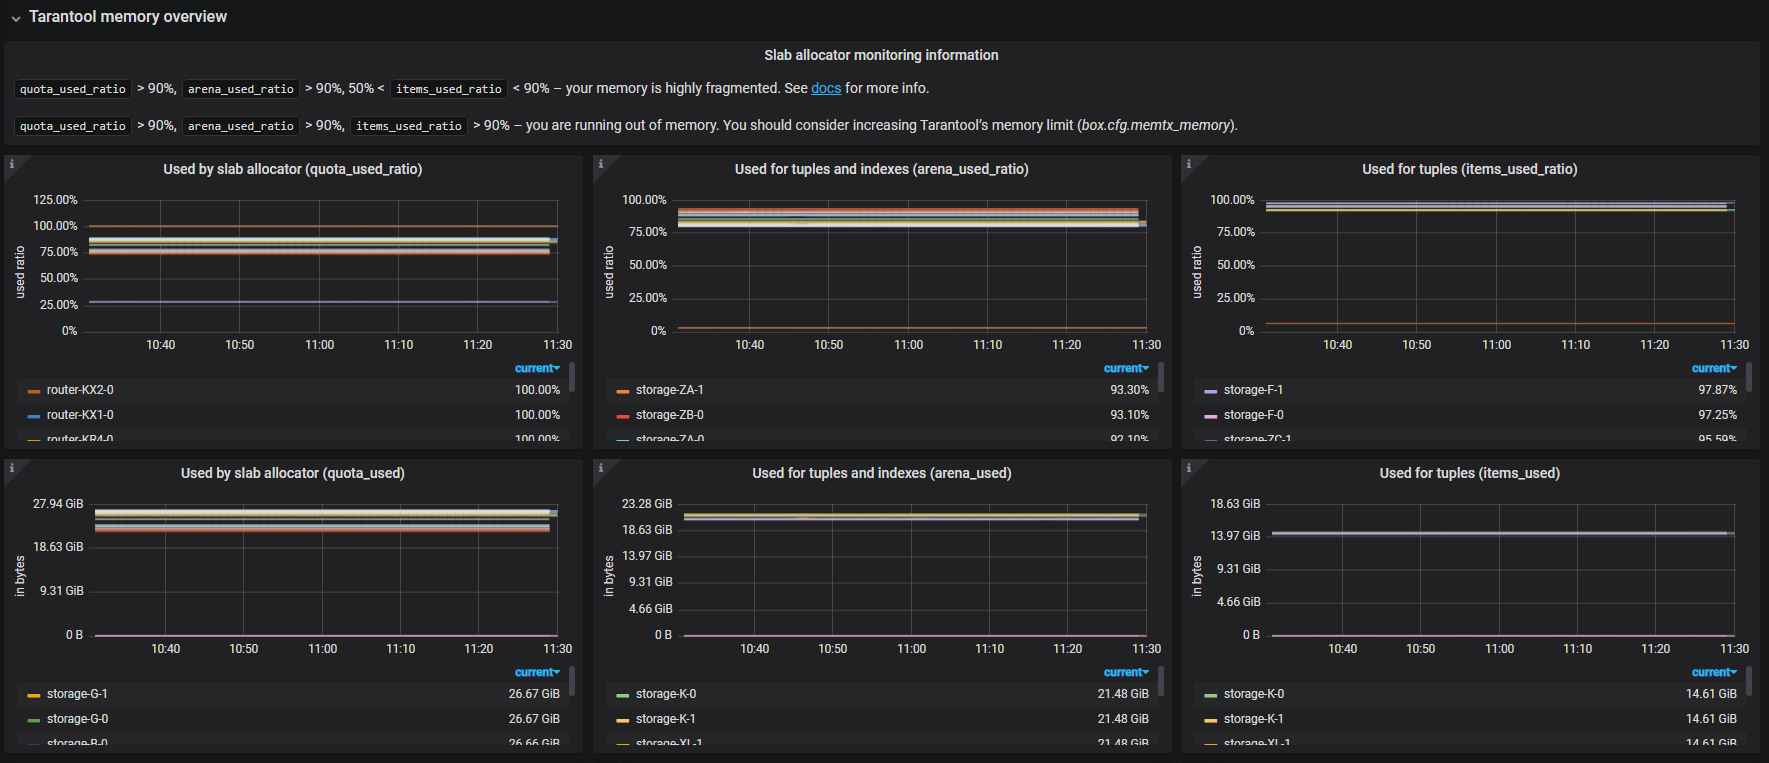 Tarantool memory overview
Slab allocator monitoring information
quota_used_ratio > 90%, arena_used_ratio > 90%, 50% < items_used_ratio < 90% – your memory is highly fragmented. See docs for more info.
quota_used_ratio > 90%, arena_used_ratio > 90%, items_used_ratio > 90% – you are running out of memory. You should consider increasing Tarantool's memory limit (box.cfg.memtx_memory).
Used by slab allocator (quota_used_ratio)
used ratio
125.00%
100.00%
75.00%
50.00%
25.00%
0%
10:40 10:50 11:00 11:10 11:20 11:30
current
router-KX2-0 100.00%
router-KX1-0 100.00%
router-KR4-0 100.00%
Used for tuples and indexes (arena_used_ratio)
used ratio
100.00%
75.00%
50.00%
25.00%
0%
10:40 10:50 11:00 11:10 11:20 11:30
current
storage-ZA-1 93.30%
storage-ZB-0 93.10%
storage-ZA-0 92.10%
Used for tuples (items_used_ratio)
used ratio
100.00%
75.00%
50.00%
25.00%
0%
10:40 10:50 11:00 11:10 11:20 11:30
current
storage-F-1 97.87%
storage-F-0 97.25%
storage-ZC-1 95.59%
Used by slab allocator (quota_used)
in bytes
27.94 GiB
18.63 GiB
9.31 GiB
0 B
10:40 10:50 11:00 11:10 11:20 11:30
current
storage-G-1 26.67 GiB
storage-G-0 26.67 GiB
storage-B-0 26.66 GiB
Used for tuples and indexes (arena_used)
in bytes
23.28 GiB
18.63 GiB
13.97 GiB
9.31 GiB
4.66 GiB
0 B
10:40 10:50 11:00 11:10 11:20 11:30
current
storage-K-0 21.48 GiB
storage-K-1 21.48 GiB
storage-XL-1 21.48 GiB
Used for tuples (items_used)
in bytes
18.63 GiB
13.97 GiB
9.31 GiB
4.66 GiB
0 B
10:40 10:50 11:00 11:10 11:20 11:30
current
storage-K-0 14.61 GiB
storage-K-1 14.61 GiB
storage-XL-1 14.61 GiB